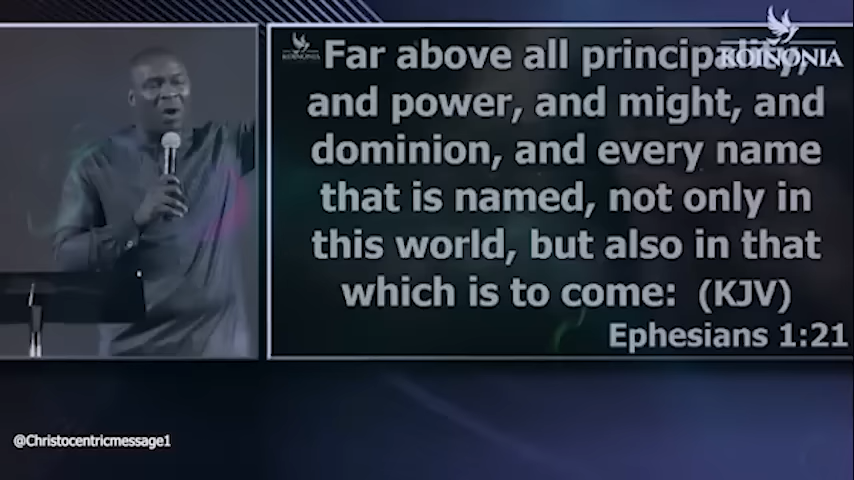 Far above all principality,
and power, and might, and
dominion, and every name
that is named, not only in
this world, but also in that
which is to come: (KJV)
Ephesians 1:21
KOINONIA
KOINONIA
@Christocentricmessage1